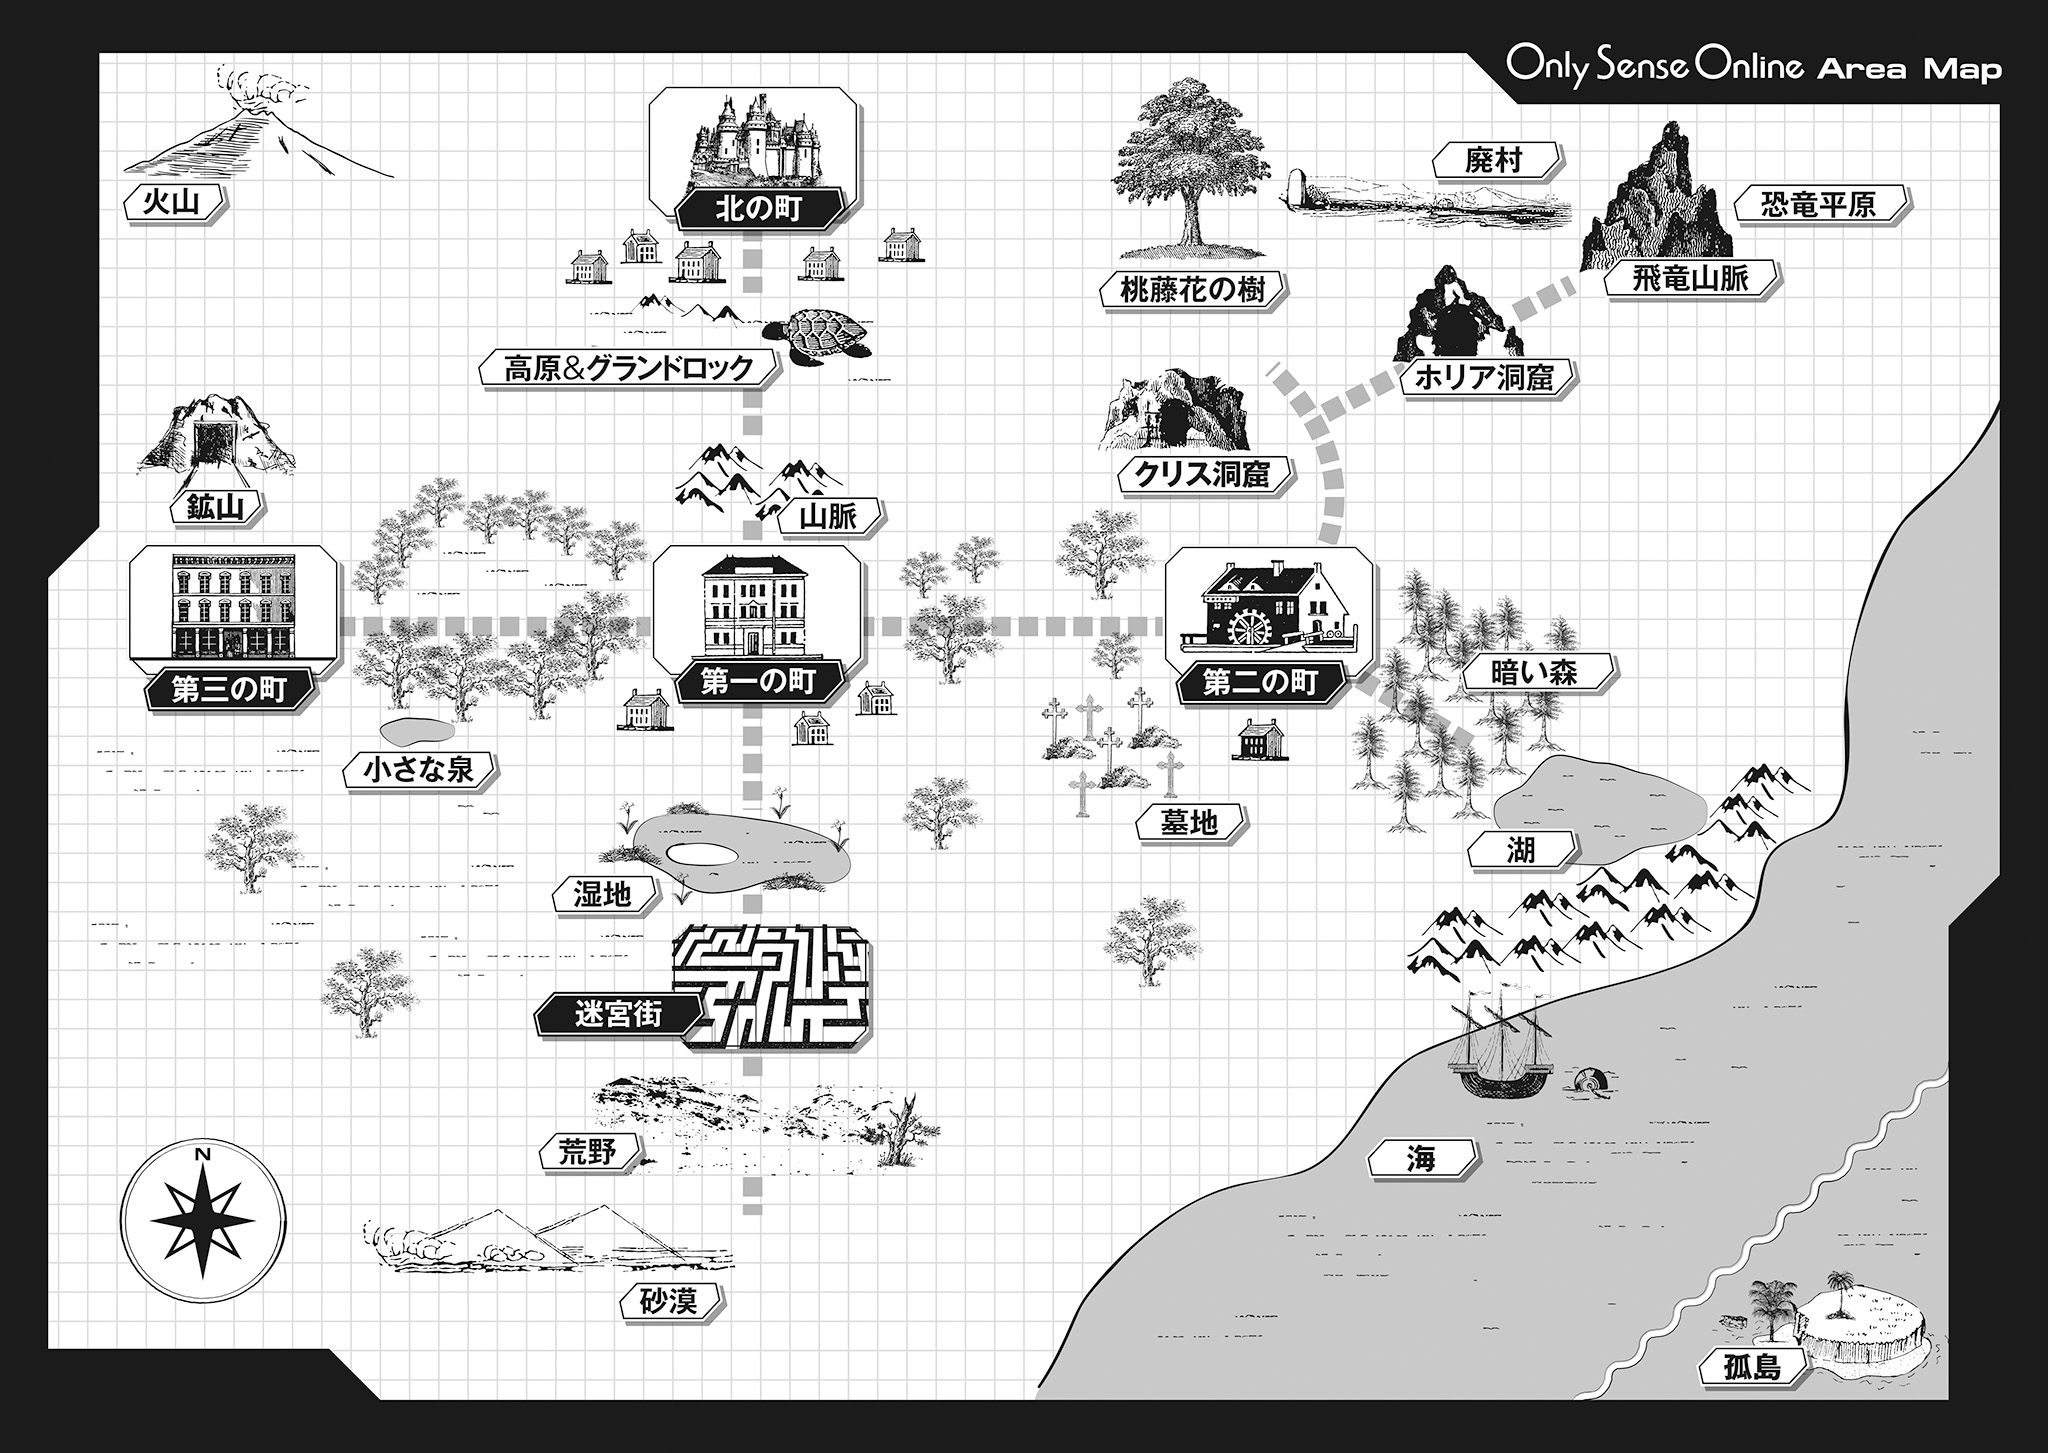 Only Sense Online Area Map
火山
北の町
廃村
恐竜平原
桃藤花の樹
飛竜山脈
高原&グランドロック
ホリア洞窟
クリス洞窟
鉱山
山脈
第三の町
第一の町
第二の町
暗い森
小さな泉
墓地
湖
湿地
迷宮街
荒野
海
N
砂漠
孤島